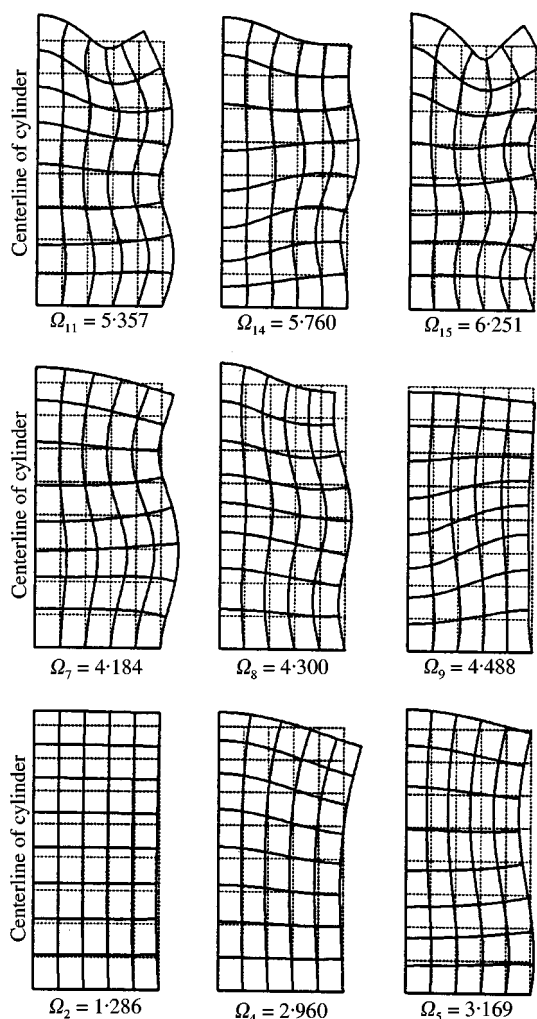 Centerline of cylinder
Ω₁₁ = 5·357
Ω₁₄ = 5·760
Ω₁₅ = 6·251
Centerline of cylinder
Ω₇ = 4·184
Ω₈ = 4·300
Ω₉ = 4·488
Centerline of cylinder
Ω₂ = 1·286
Ω₄ = 2·960
Ω₅ = 3·169